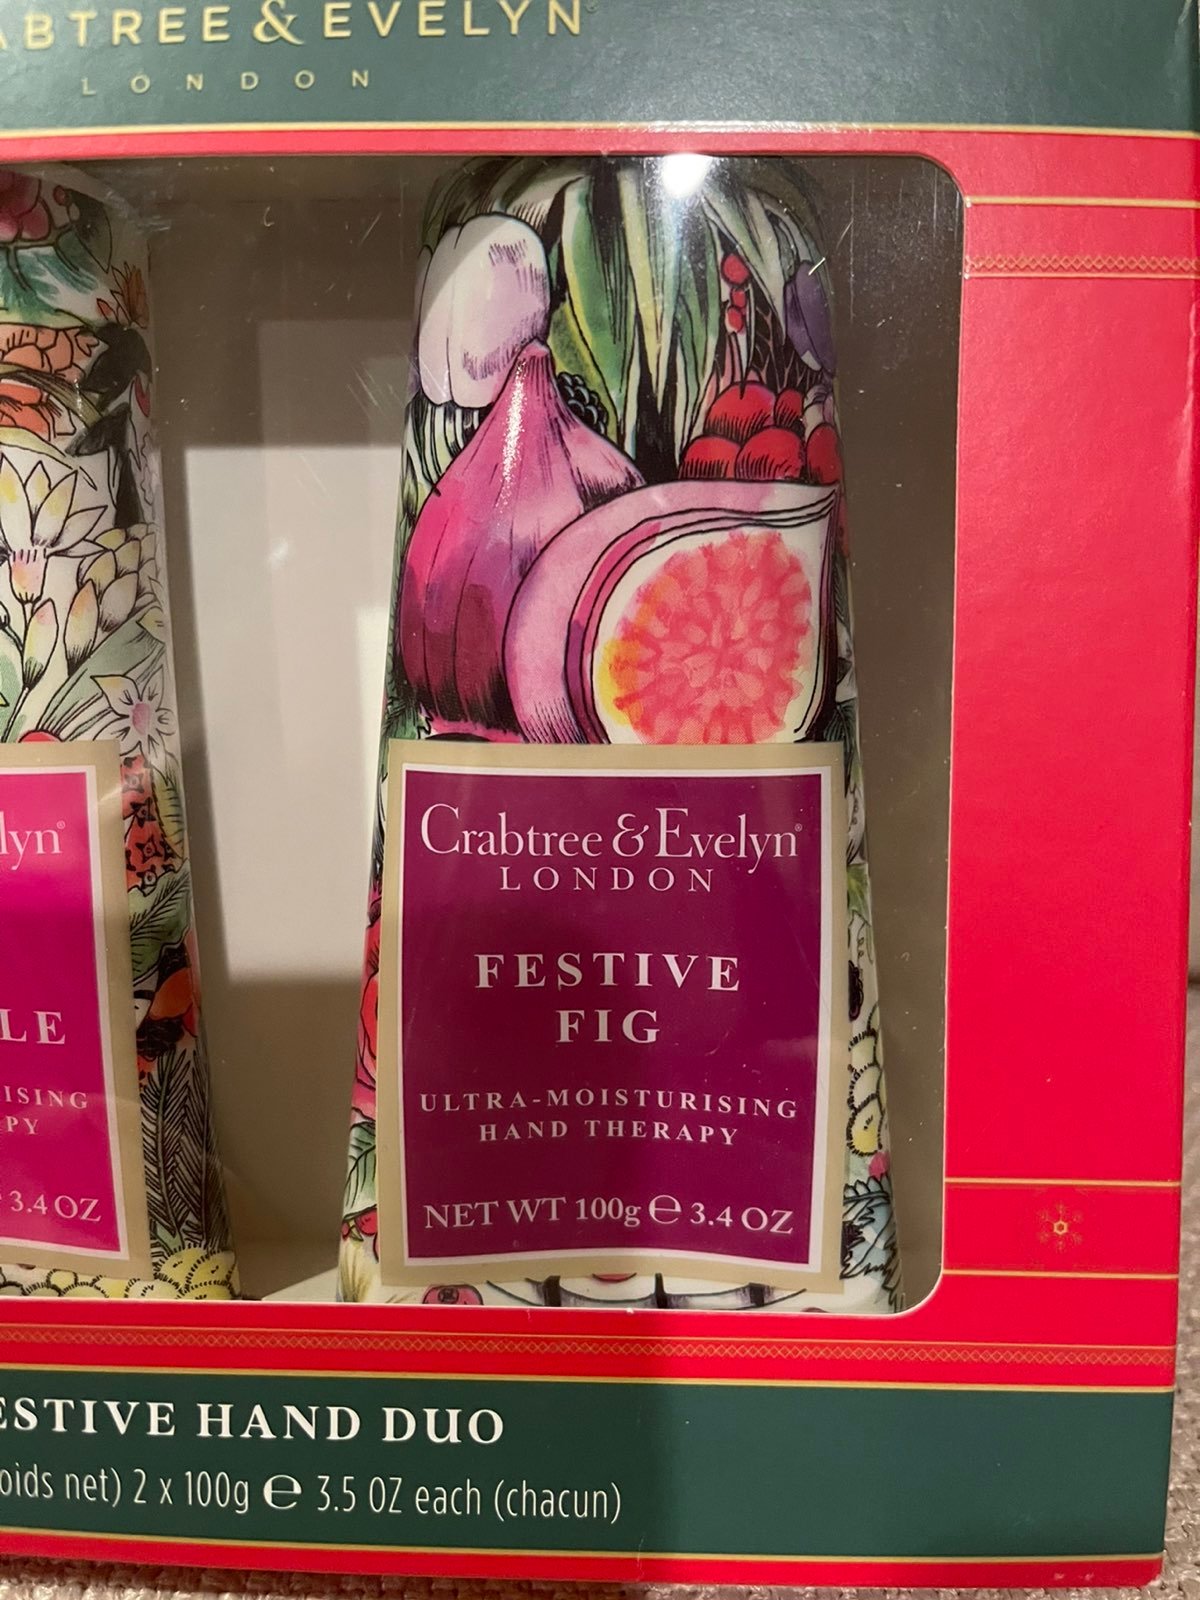 ABTREE & EVELYN
LONDON
lyn®
LE
ISING
PY
3.4 OZ
Crabtree & Evelyn®
LONDON
FESTIVE
FIG
ULTRA-MOISTURISING
HAND THERAPY
NET WT 100g ℮ 3.4 OZ
ESTIVE HAND DUO
oids net) 2 x 100g ℮ 3.5 OZ each (chacun)